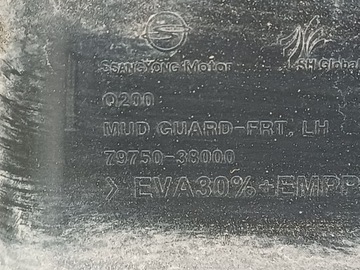 SSANGYONG Motor
SH Global
Q200
MUD GUARD-FRT, LH
79750-38000
> EVA30%+EMPP